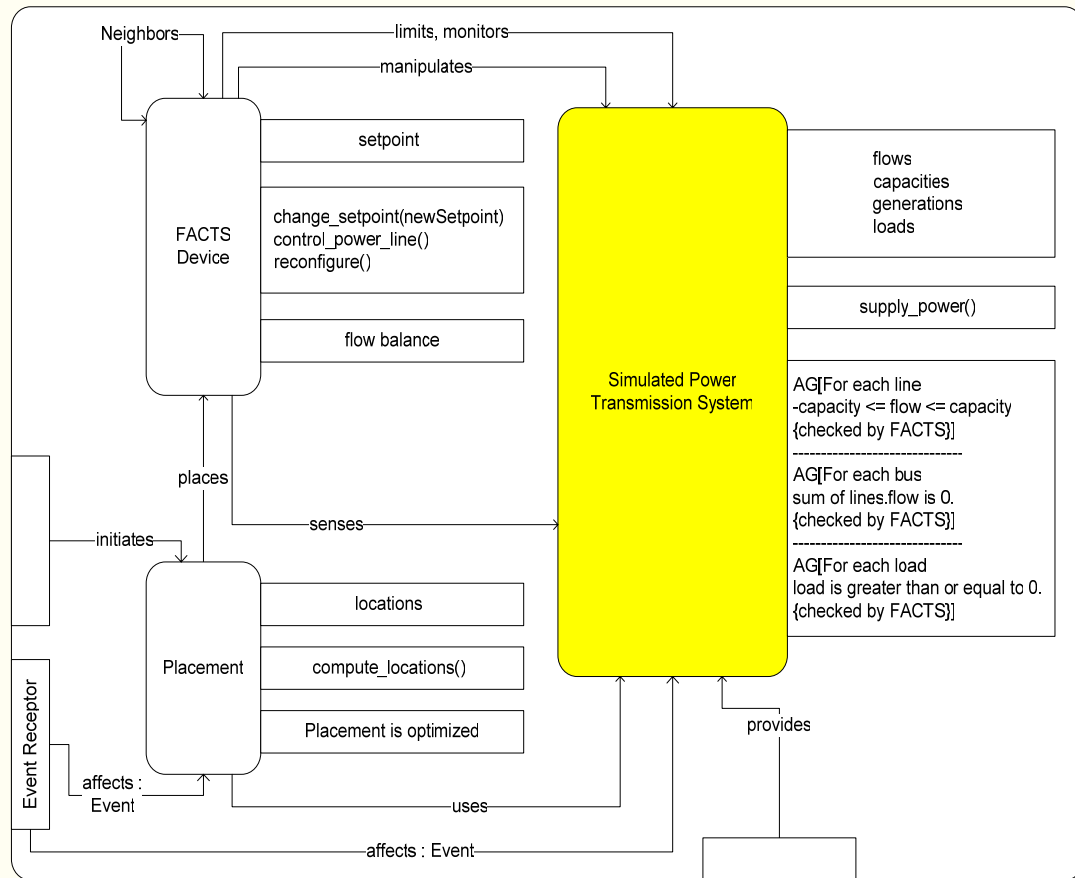 Neighbors
limits, monitors
manipulates
FACTS
Device
setpoint
change_setpoint(newSetpoint)
control_power_line()
reconfigure()
flow balance
Simulated Power
Transmission System
flows
capacities
generations
loads
supply_power()
AG[For each line
-capacity <= flow <= capacity
{checked by FACTS}]
------------------------------
AG[For each bus
sum of lines.flow is 0.
{checked by FACTS}]
------------------------------
AG[For each load
load is greater than or equal to 0.
{checked by FACTS}]
places
senses
initiates
Placement
locations
compute_locations()
Placement is optimized
Event Receptor
affects :
Event
uses
affects : Event
provides